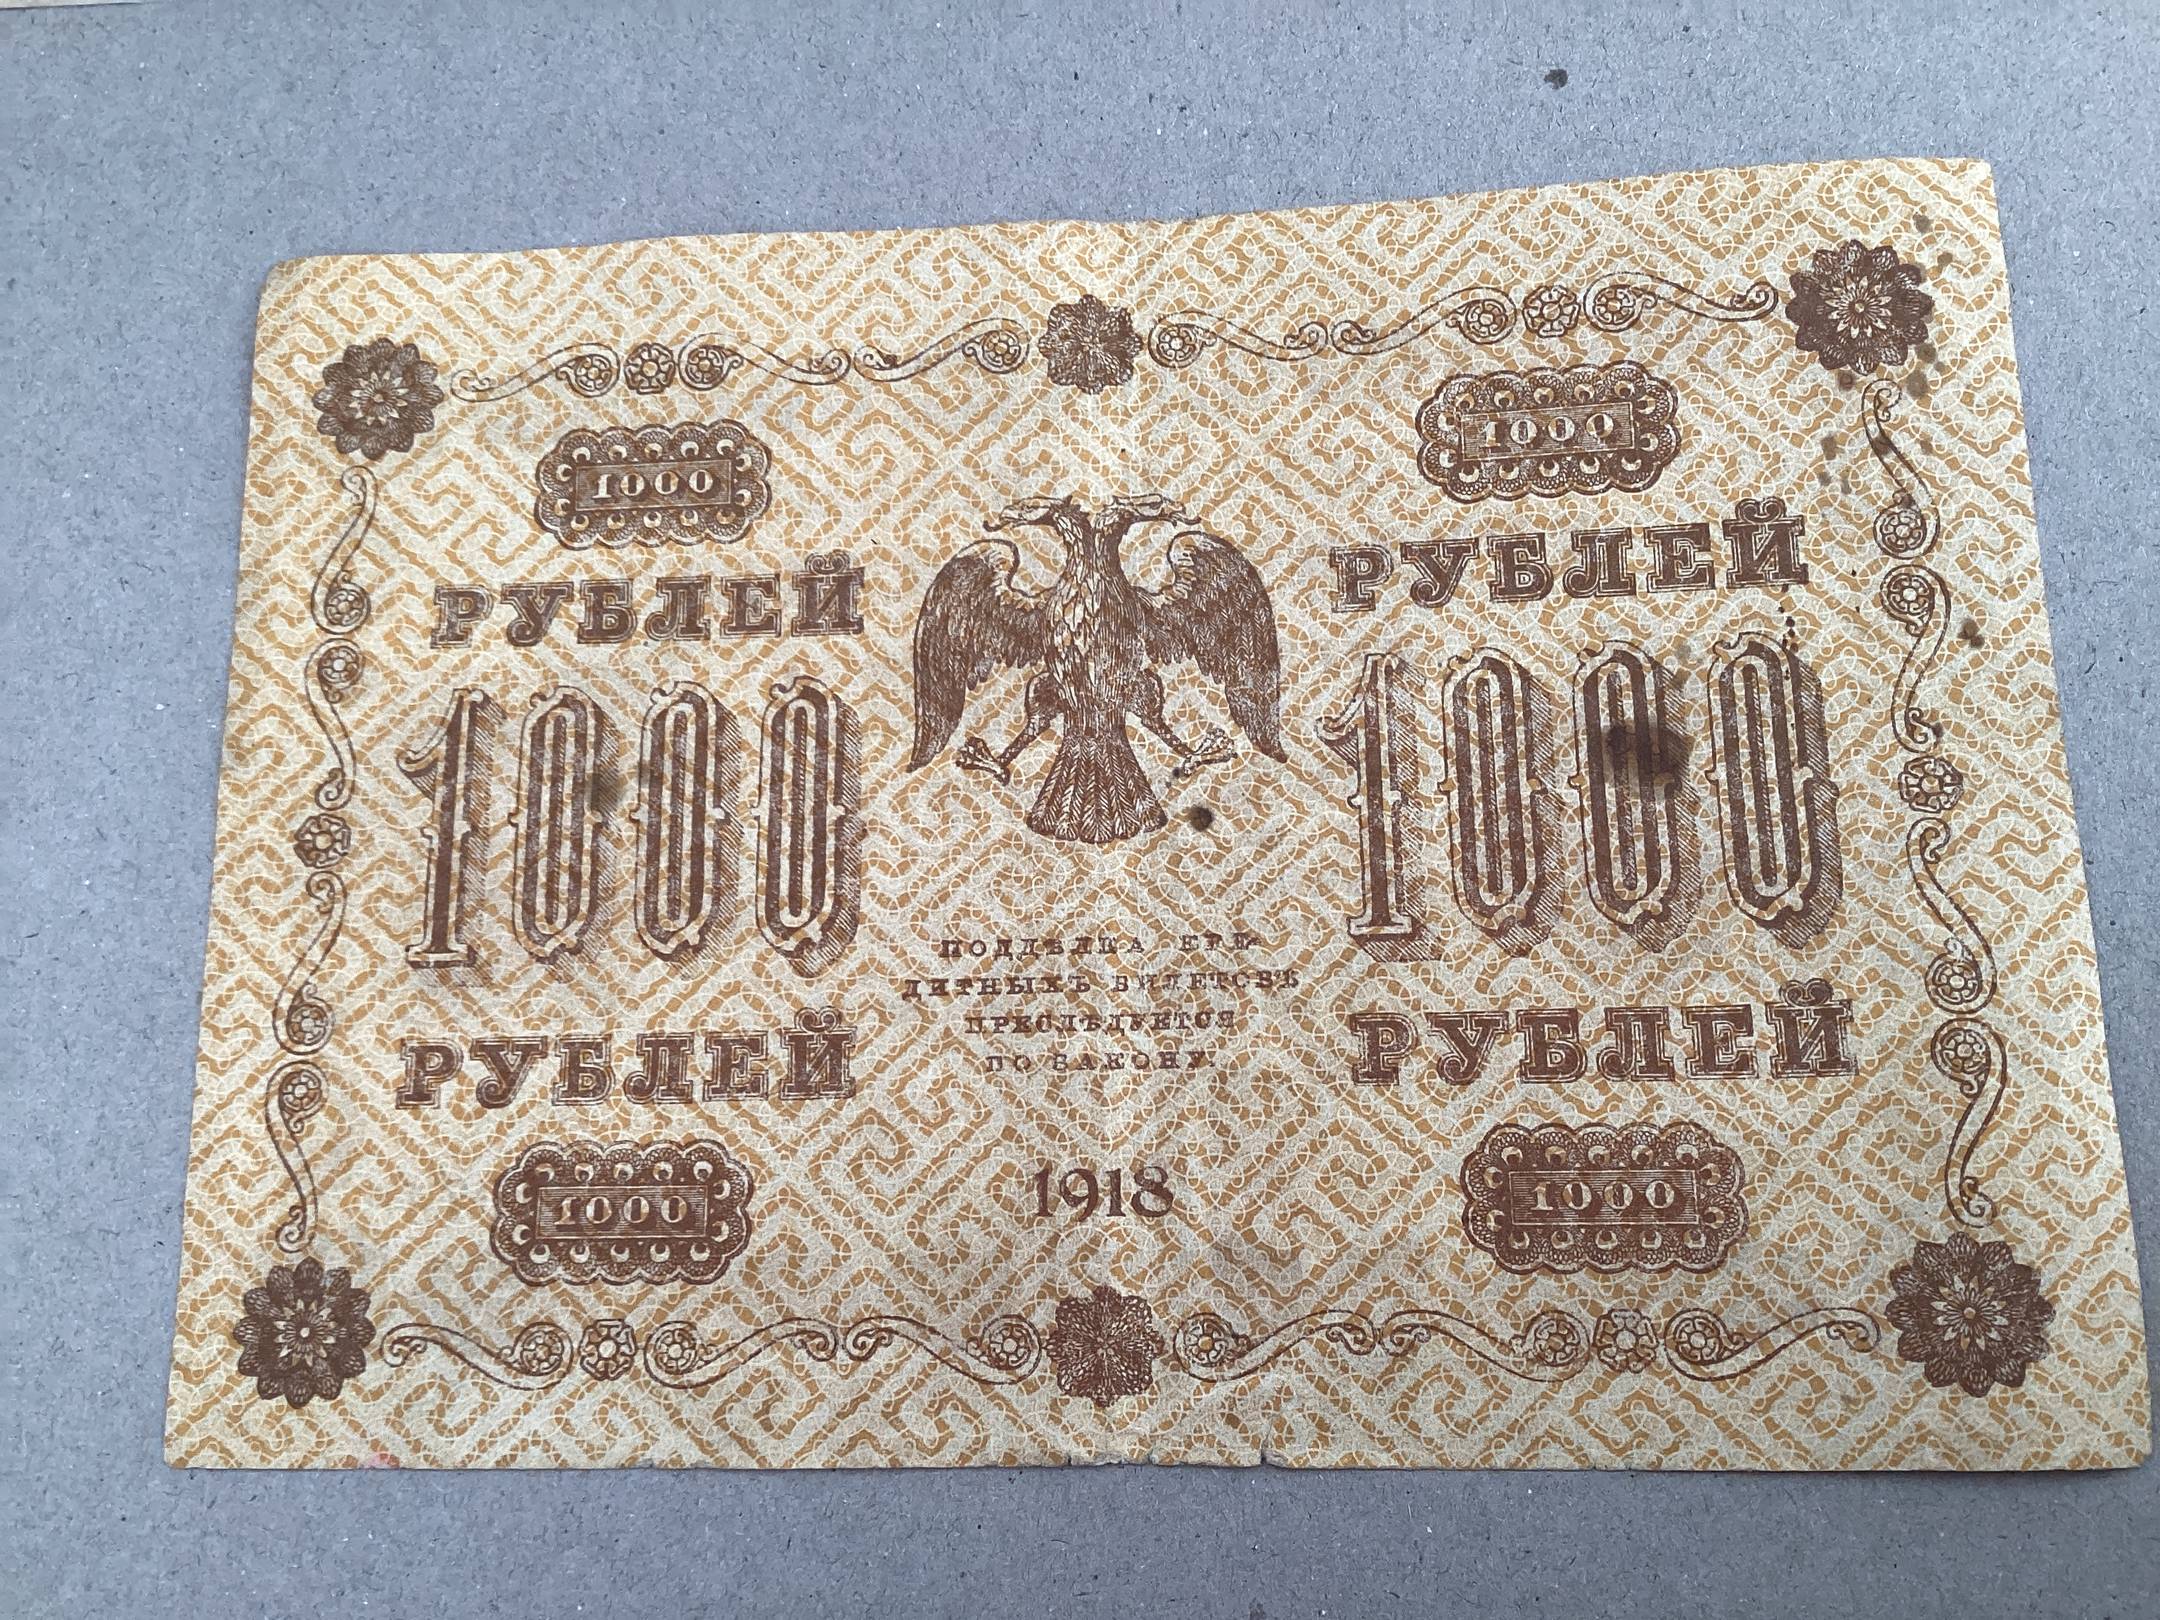 1000
1000
РУБЛЕЙ
РУБЛЕЙ
1000
1000
ПОДДѢЛКА КРЕ-
ДИТНЫХЪ БИЛЕТОВЪ
ПРЕСЛѢДУЕТСЯ
ПО ЗАКОНУ.
РУБЛЕЙ
РУБЛЕЙ
1000
1918
1000